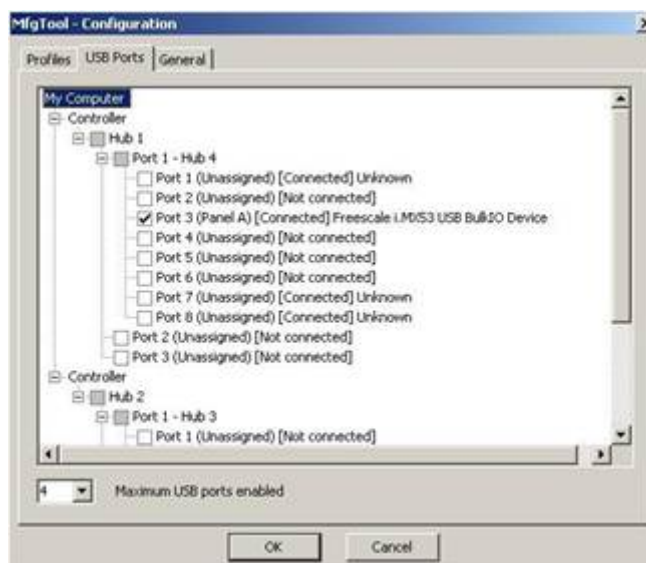 MfgTool - Configuration
Profiles USB Ports General
My Computer
Controller
Hub 1
Port 1 - Hub 4
Port 1 (Unassigned) [Connected] Unknown
Port 2 (Unassigned) [Not connected]
Port 3 (Panel A) [Connected] Freescale i.MX53 USB BulkIO Device
Port 4 (Unassigned) [Not connected]
Port 5 (Unassigned) [Not connected]
Port 6 (Unassigned) [Not connected]
Port 7 (Unassigned) [Connected] Unknown
Port 8 (Unassigned) [Connected] Unknown
Port 2 (Unassigned) [Not connected]
Port 3 (Unassigned) [Not connected]
Controller
Hub 2
Port 1 - Hub 3
Port 1 (Unassigned) [Not connected]
4 Maximum USB ports enabled
OK Cancel